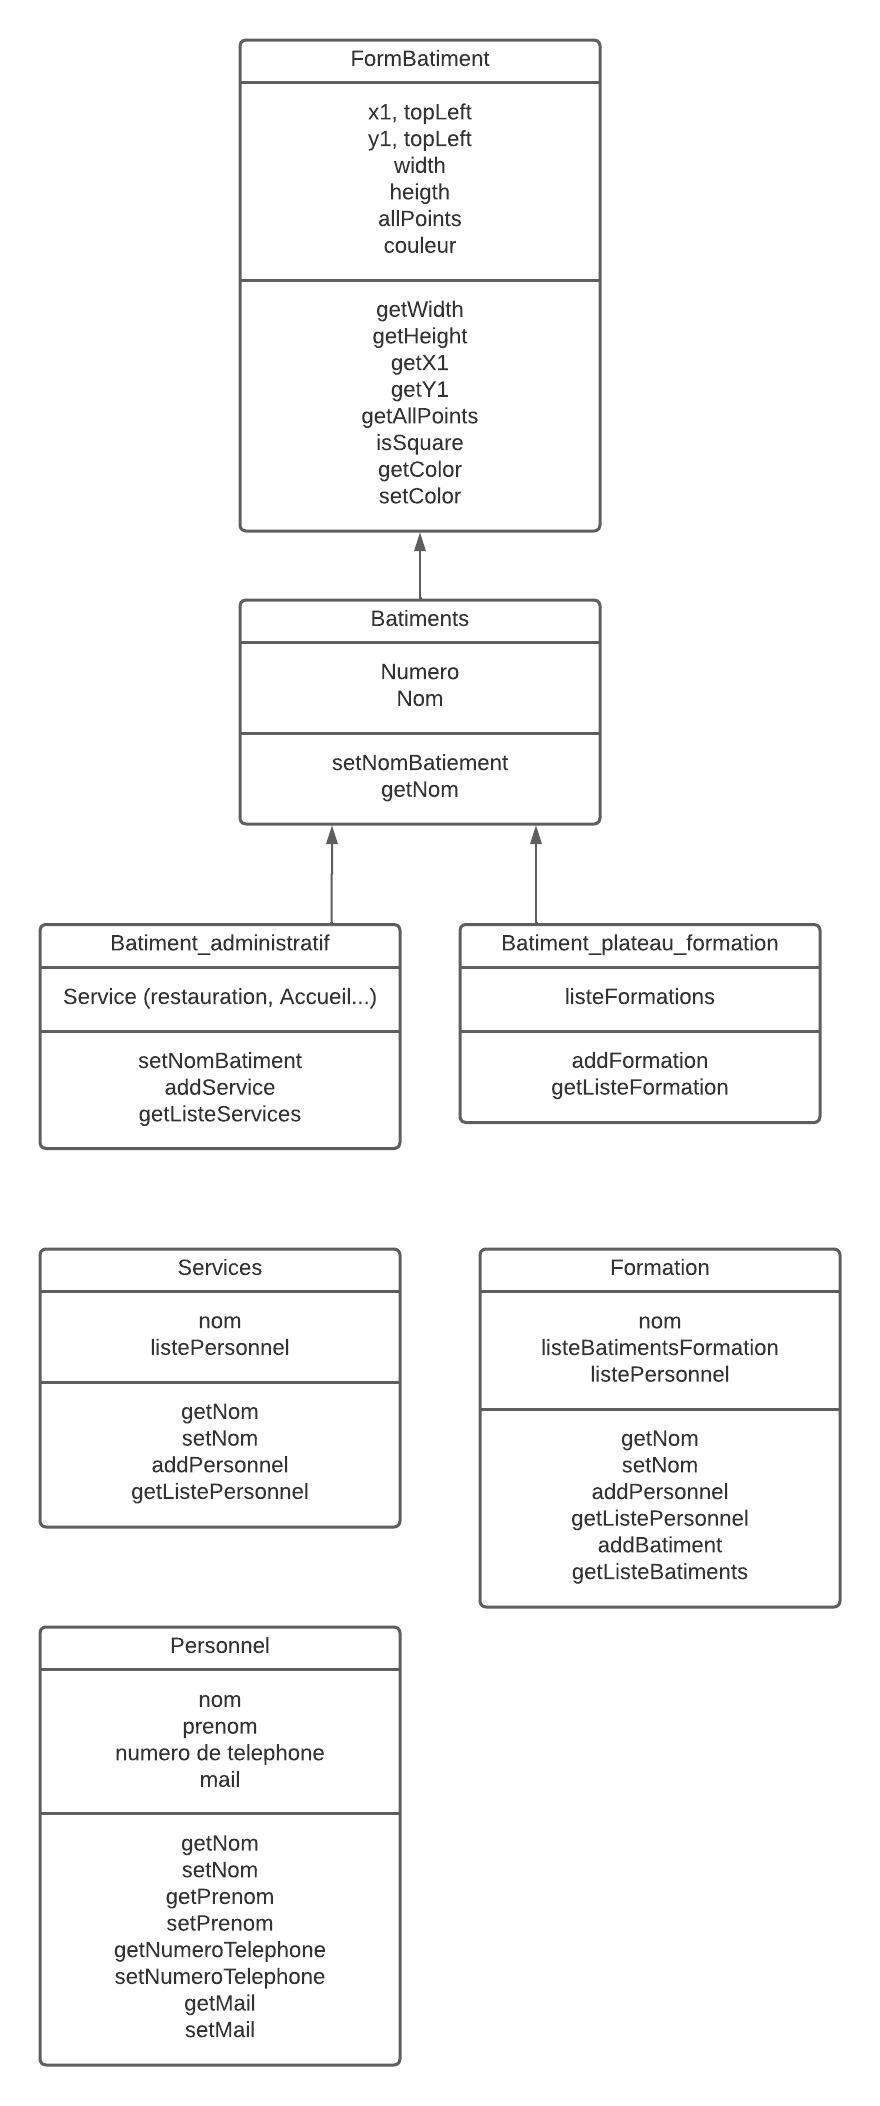 FormBatiment
x1, topLeft
y1, topLeft
width
heigth
allPoints
couleur
getWidth
getHeight
getX1
getY1
getAllPoints
isSquare
getColor
setColor
Batiments
Numero
Nom
setNomBatiement
getNom
Batiment_administratif
Service (restauration, Accueil...)
setNomBatiment
addService
getListeServices
Batiment_plateau_formation
listeFormations
addFormation
getListeFormation
Services
nom
listePersonnel
getNom
setNom
addPersonnel
getListePersonnel
Formation
nom
listeBatimentsFormation
listePersonnel
getNom
setNom
addPersonnel
getListePersonnel
addBatiment
getListeBatiments
Personnel
nom
prenom
numero de telephone
mail
getNom
setNom
getPrenom
setPrenom
getNumeroTelephone
setNumeroTelephone
getMail
setMail